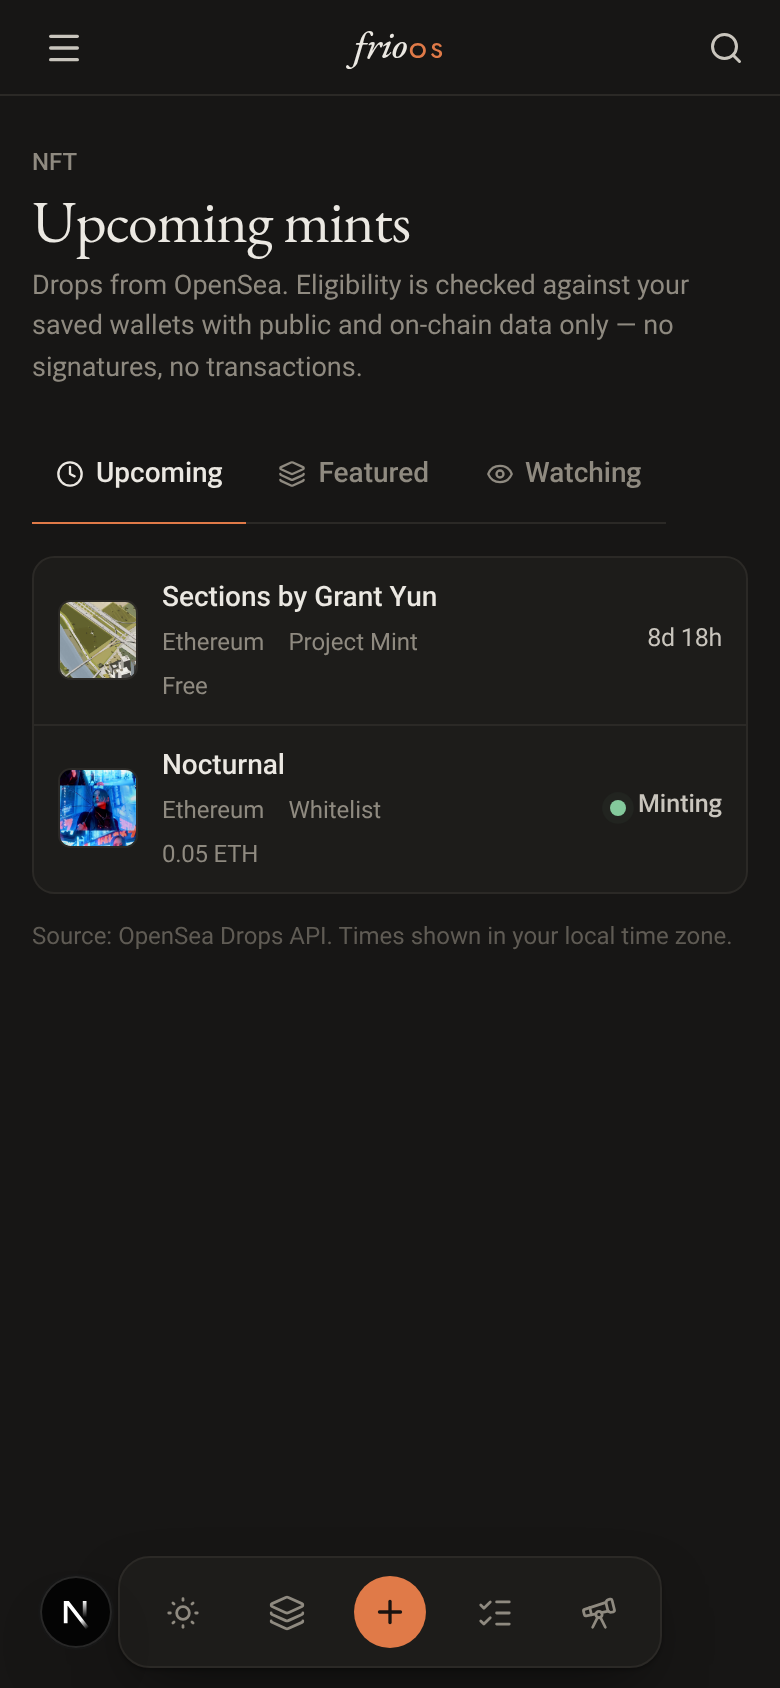 frioos
NFT
Upcoming mints
Drops from OpenSea. Eligibility is checked against your
saved wallets with public and on-chain data only — no
signatures, no transactions.
Upcoming Featured Watching
Sections by Grant Yun
Ethereum Project Mint
Free
8d 18h
Nocturnal
Ethereum Whitelist
0.05 ETH
Minting
Source: OpenSea Drops API. Times shown in your local time zone.
N